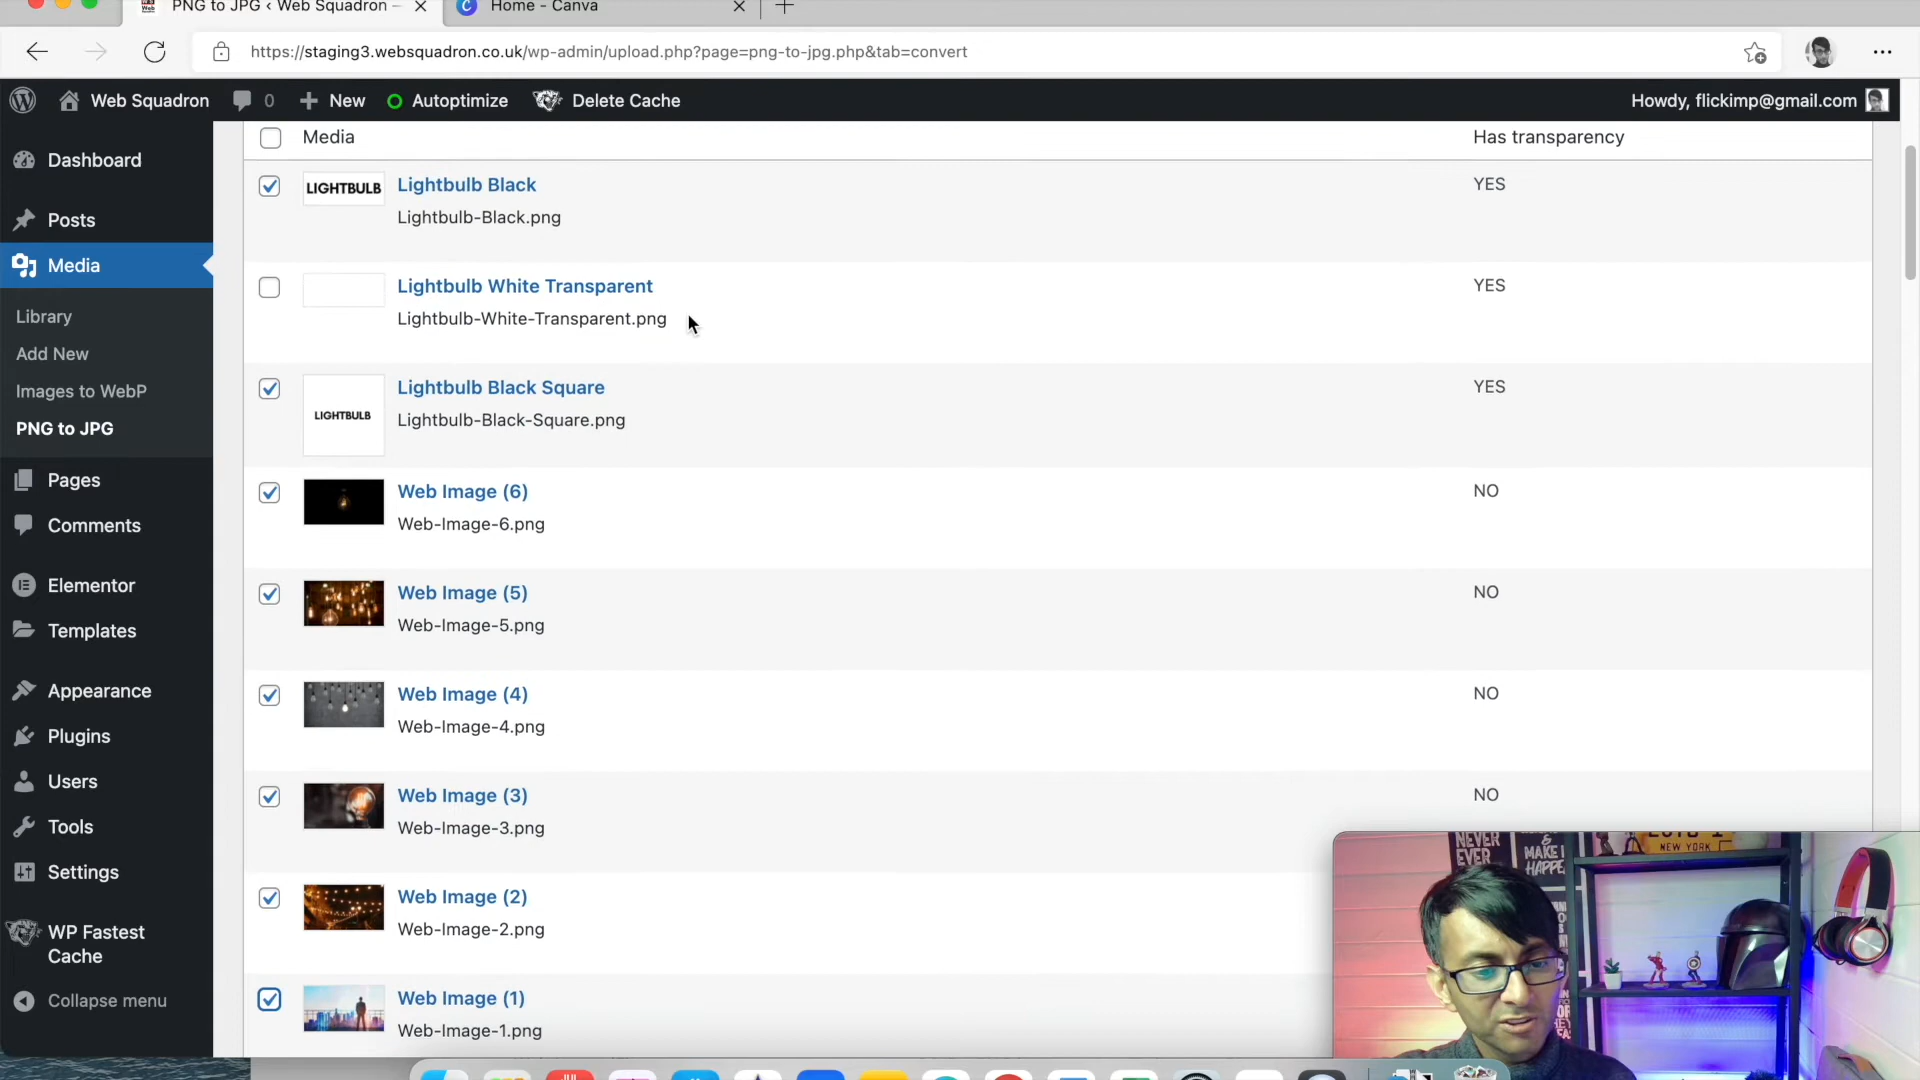 PNG to JPG ‹ Web Squadron –
Home - Canva
https://staging3.websquadron.co.uk/wp-admin/upload.php?page=png-to-jpg.php&tab=convert
Web Squadron
0
New
Autoptimize
Delete Cache
Howdy, flickimp@gmail.com
Dashboard
Posts
Media
Library
Add New
Images to WebP
PNG to JPG
Pages
Comments
Elementor
Templates
Appearance
Plugins
Users
Tools
Settings
WP Fastest
Cache
Collapse menu
Media
Has transparency
LIGHTBULB
Lightbulb Black
YES
Lightbulb-Black.png
Lightbulb White Transparent
YES
Lightbulb-White-Transparent.png
Lightbulb Black Square
YES
LIGHTBULB
Lightbulb-Black-Square.png
Web Image (6)
NO
Web-Image-6.png
Web Image (5)
NO
Web-Image-5.png
Web Image (4)
NO
Web-Image-4.png
Web Image (3)
NO
Web-Image-3.png
Web Image (2)
Web-Image-2.png
Web Image (1)
Web-Image-1.png
NEVER
EVER
&
MAKE
NEW YORK